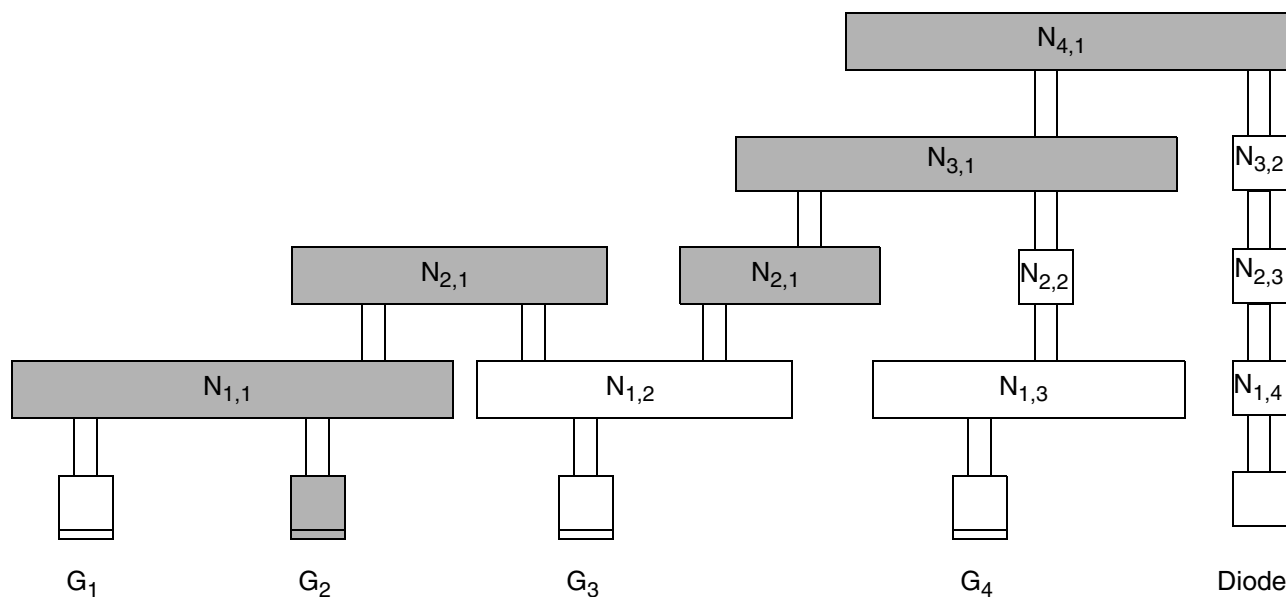 N4,1
N3,1
N3,2
N2,1
N2,1
N2,2
N2,3
N1,1
N1,2
N1,3
N1,4
G1
G2
G3
G4
Diode